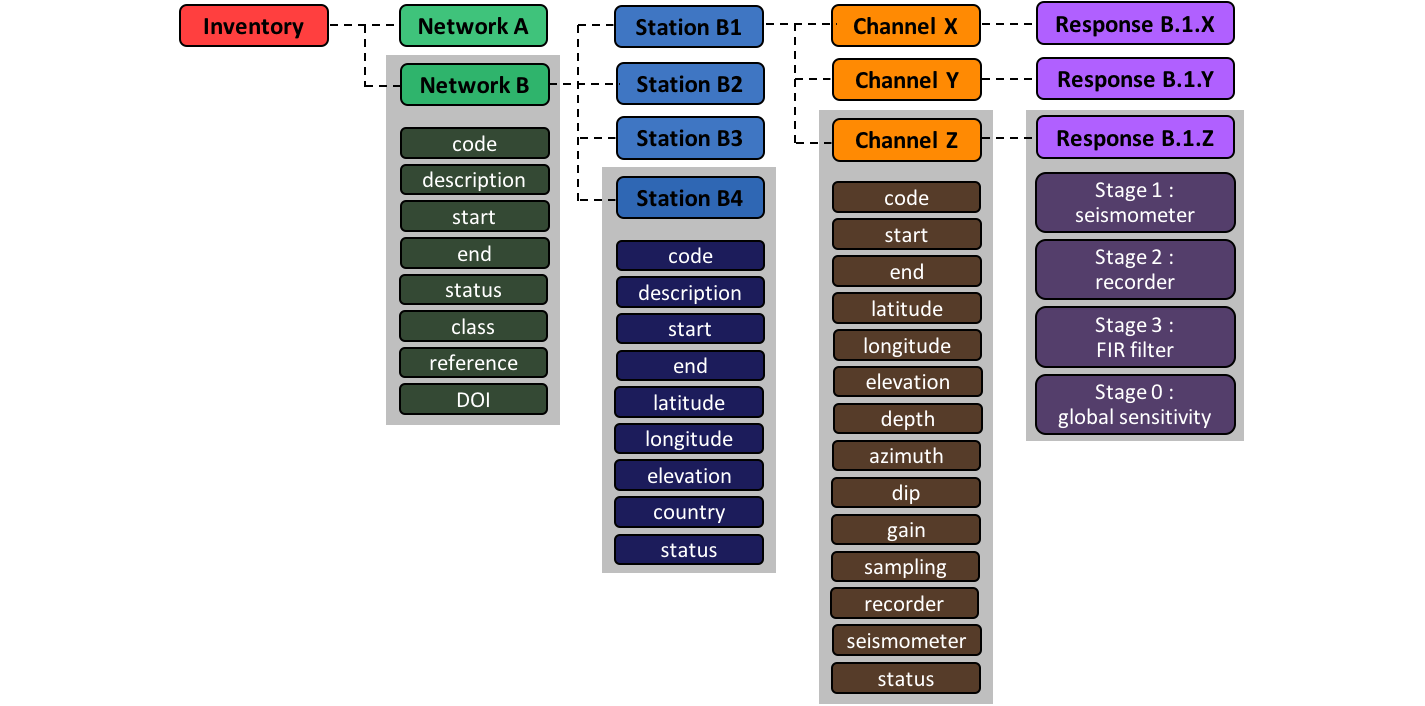 Inventory
Network A
Network B
code
description
start
end
status
class
reference
DOI
Station B1
Station B2
Station B3
Station B4
code
description
start
end
latitude
longitude
elevation
country
status
Channel X
Channel Y
Channel Z
code
start
end
latitude
longitude
elevation
depth
azimuth
dip
gain
sampling
recorder
seismometer
status
Response B.1.X
Response B.1.Y
Response B.1.Z
Stage 1 :
seismometer
Stage 2 :
recorder
Stage 3 :
FIR filter
Stage 0 :
global sensitivity